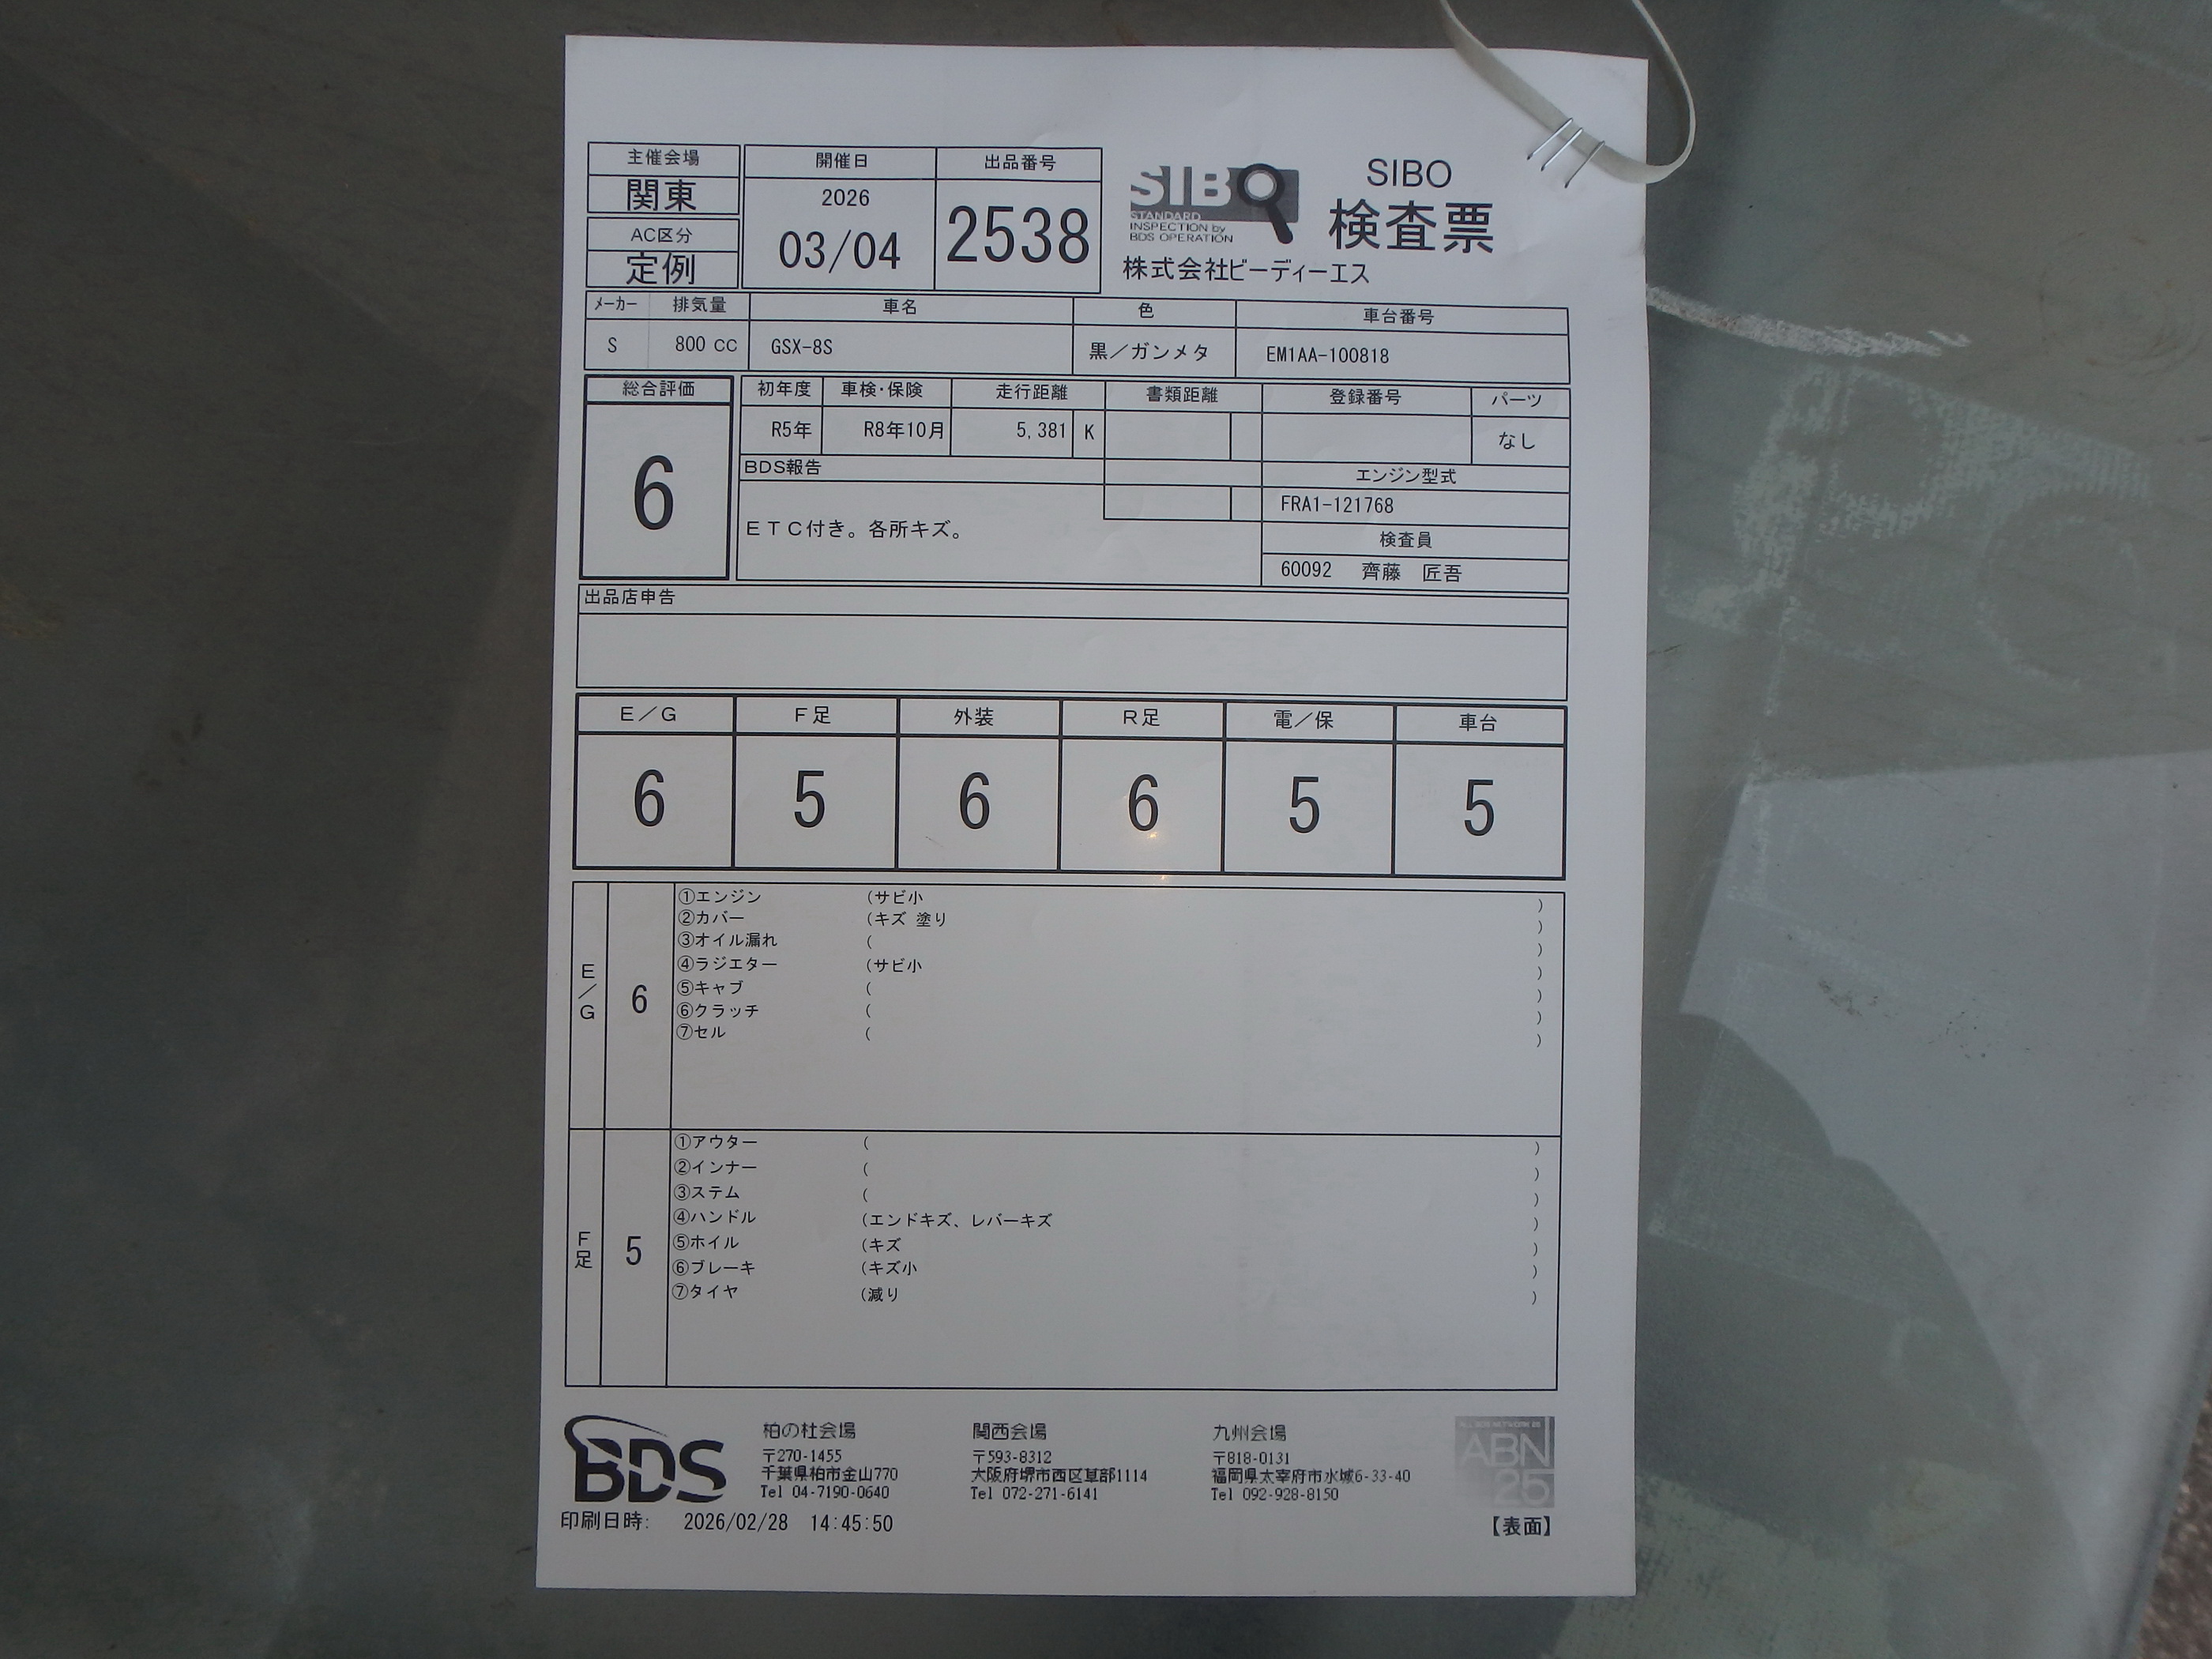 主催会場
関東
AC区分
定例
開催日
2026
03/04
出品番号
2538
SIBO
STANDARD
INSPECTION by
BDS OPERATION
SIBO
検査票
株式会社ビーディーエス
メーカー 排気量 車名 色 車台番号
S 800 CC GSX-8S 黒/ガンメタ EM1AA-100818
総合評価
6
初年度 車検・保険 走行距離 書類距離 登録番号 パーツ
R5年 R8年10月 5,381 K なし
BDS報告
ETC付き。各所キズ。
エンジン型式
FRA1-121768
検査員
60092 齊藤 匠吾
出品店申告
E/G F足 外装 R足 電/保 車台
6 5 6 6 5 5
E/G 6
①エンジン (サビ小 )
②カバー (キズ 塗り )
③オイル漏れ ( )
④ラジエター (サビ小 )
⑤キャブ ( )
⑥クラッチ ( )
⑦セル ( )
F足 5
①アウター ( )
②インナー ( )
③ステム ( )
④ハンドル (エンドキズ、レバーキズ )
⑤ホイル (キズ )
⑥ブレーキ (キズ小 )
⑦タイヤ (減り )
BDS
柏の杜会場
〒270-1455
千葉県柏市金山770
Tel 04-7190-0640
関西会場
〒593-8312
大阪府堺市西区草部1114
Tel 072-271-6141
九州会場
〒818-0131
福岡県太宰府市水城6-33-40
Tel 092-928-8150
ABN
25
印刷日時: 2026/02/28 14:45:50
【表面】